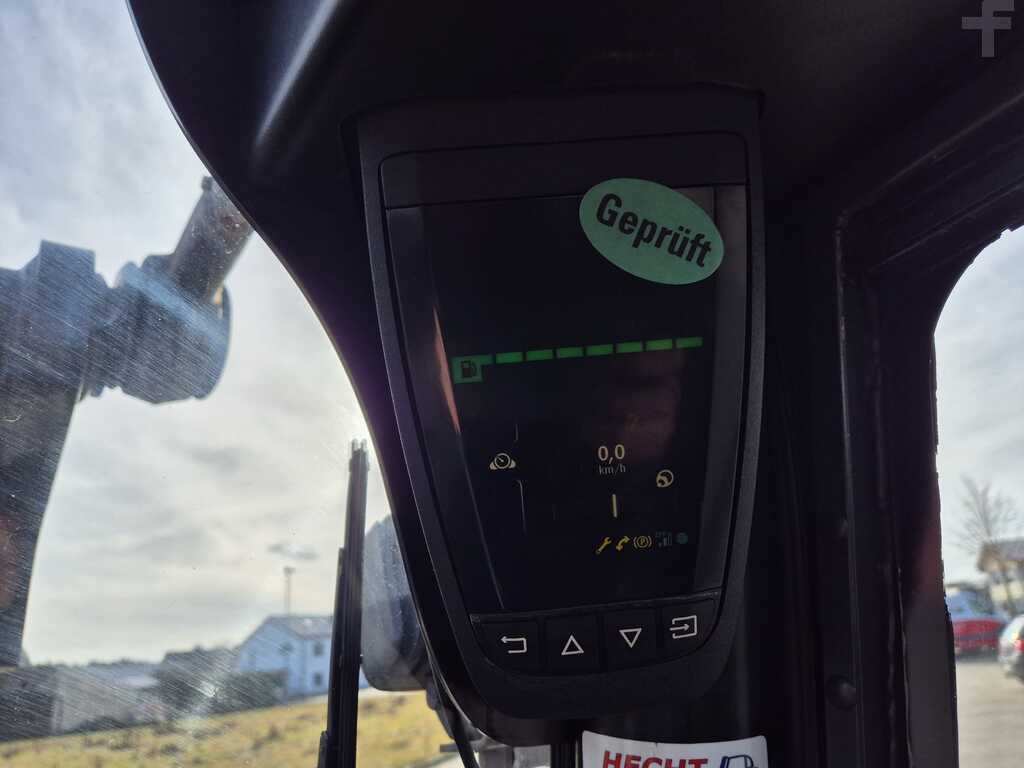 f
Geprüft
0,0
km/h
P
HECHT